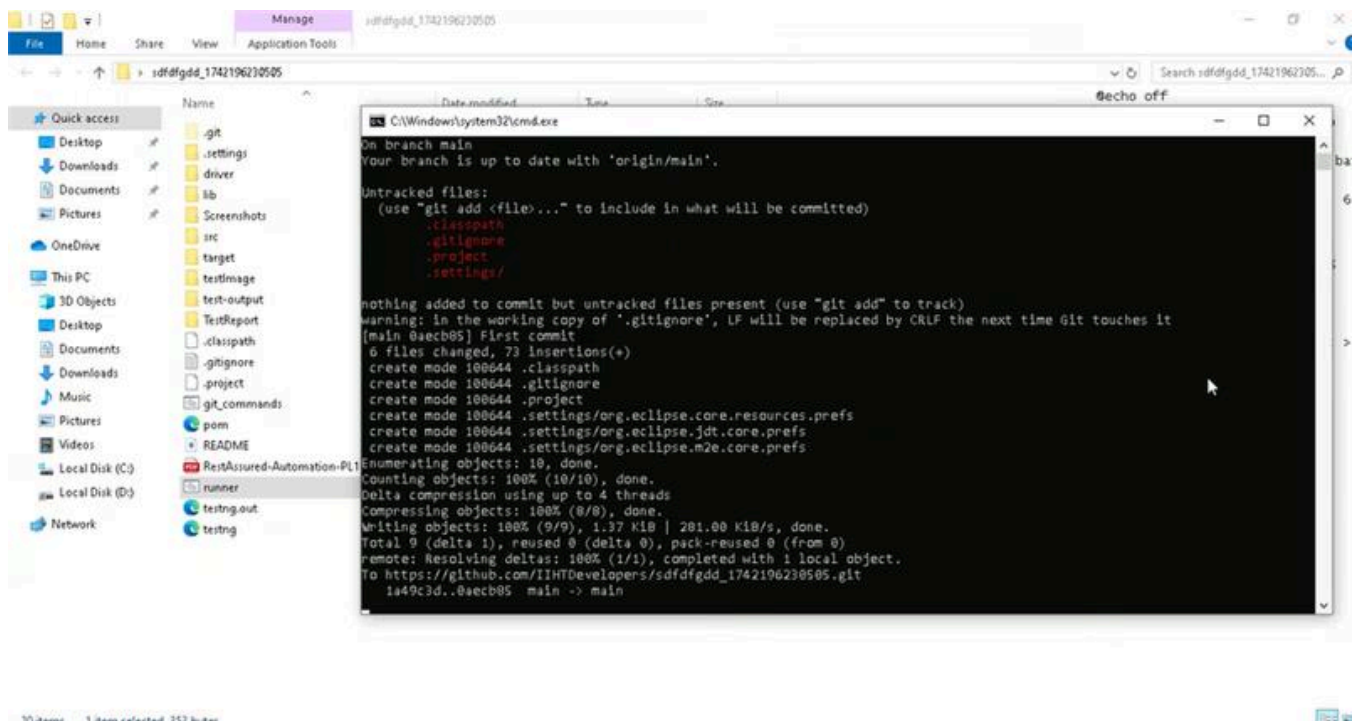 Manage
sdfdfgdd_1742196230505
File Home Share View Application Tools
sdfdfgdd_1742196230505
Search sdfdfgdd_17421962305...
@echo off
Name Date modified Type Size
Quick access
Desktop
Downloads
Documents
Pictures
OneDrive
This PC
3D Objects
Desktop
Documents
Downloads
Music
Pictures
Videos
Local Disk (C:)
Local Disk (D:)
Network
.git
.settings
driver
lib
Screenshots
src
target
testImage
test-output
TestReport
.classpath
.gitignore
.project
git_commands
pom
README
RestAssured-Automation-PL1
runner
testng.out
testng
C:\Windows\system32\cmd.exe
On branch main
Your branch is up to date with 'origin/main'.
Untracked files:
(use "git add <file>..." to include in what will be committed)
.classpath
.gitignore
.project
.settings/
nothing added to commit but untracked files present (use "git add" to track)
warning: in the working copy of '.gitignore', LF will be replaced by CRLF the next time Git touches it
[main 0aecb05] First commit
6 files changed, 73 insertions(+)
create mode 100644 .classpath
create mode 100644 .gitignore
create mode 100644 .project
create mode 100644 .settings/org.eclipse.core.resources.prefs
create mode 100644 .settings/org.eclipse.jdt.core.prefs
create mode 100644 .settings/org.eclipse.m2e.core.prefs
Enumerating objects: 10, done.
Counting objects: 100% (10/10), done.
Delta compression using up to 4 threads
Compressing objects: 100% (8/8), done.
Writing objects: 100% (9/9), 1.37 KiB | 281.00 KiB/s, done.
Total 9 (delta 1), reused 0 (delta 0), pack-reused 0 (from 0)
remote: Resolving deltas: 100% (1/1), completed with 1 local object.
To https://github.com/IIHTDevelopers/sdfdfgdd_1742196230505.git
1a49c3d..0aecb05 main -> main
20 items 1 item selected 353 bytes